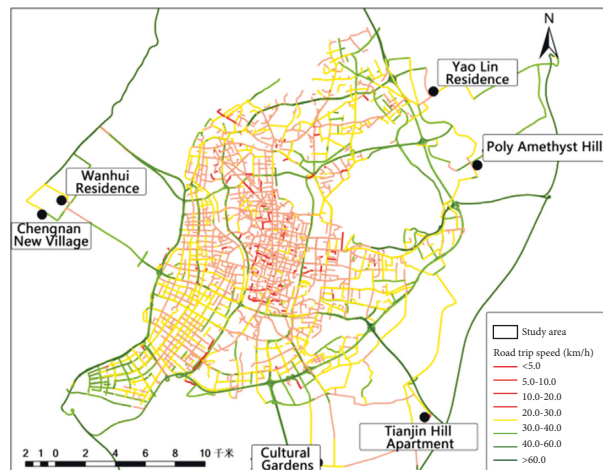 N
Yao Lin
Residence
Poly Amethyst Hill
Wanhui
Residence
Chengnan
New Village
Study area
Road trip speed (km/h)
<5.0
5.0-10.0
10.0-20.0
20.0-30.0
30.0-40.0
40.0-60.0
>60.0
Tianjin Hill
Apartment
Cultural
Gardens
2 1 0 2 4 6 8 10 千米